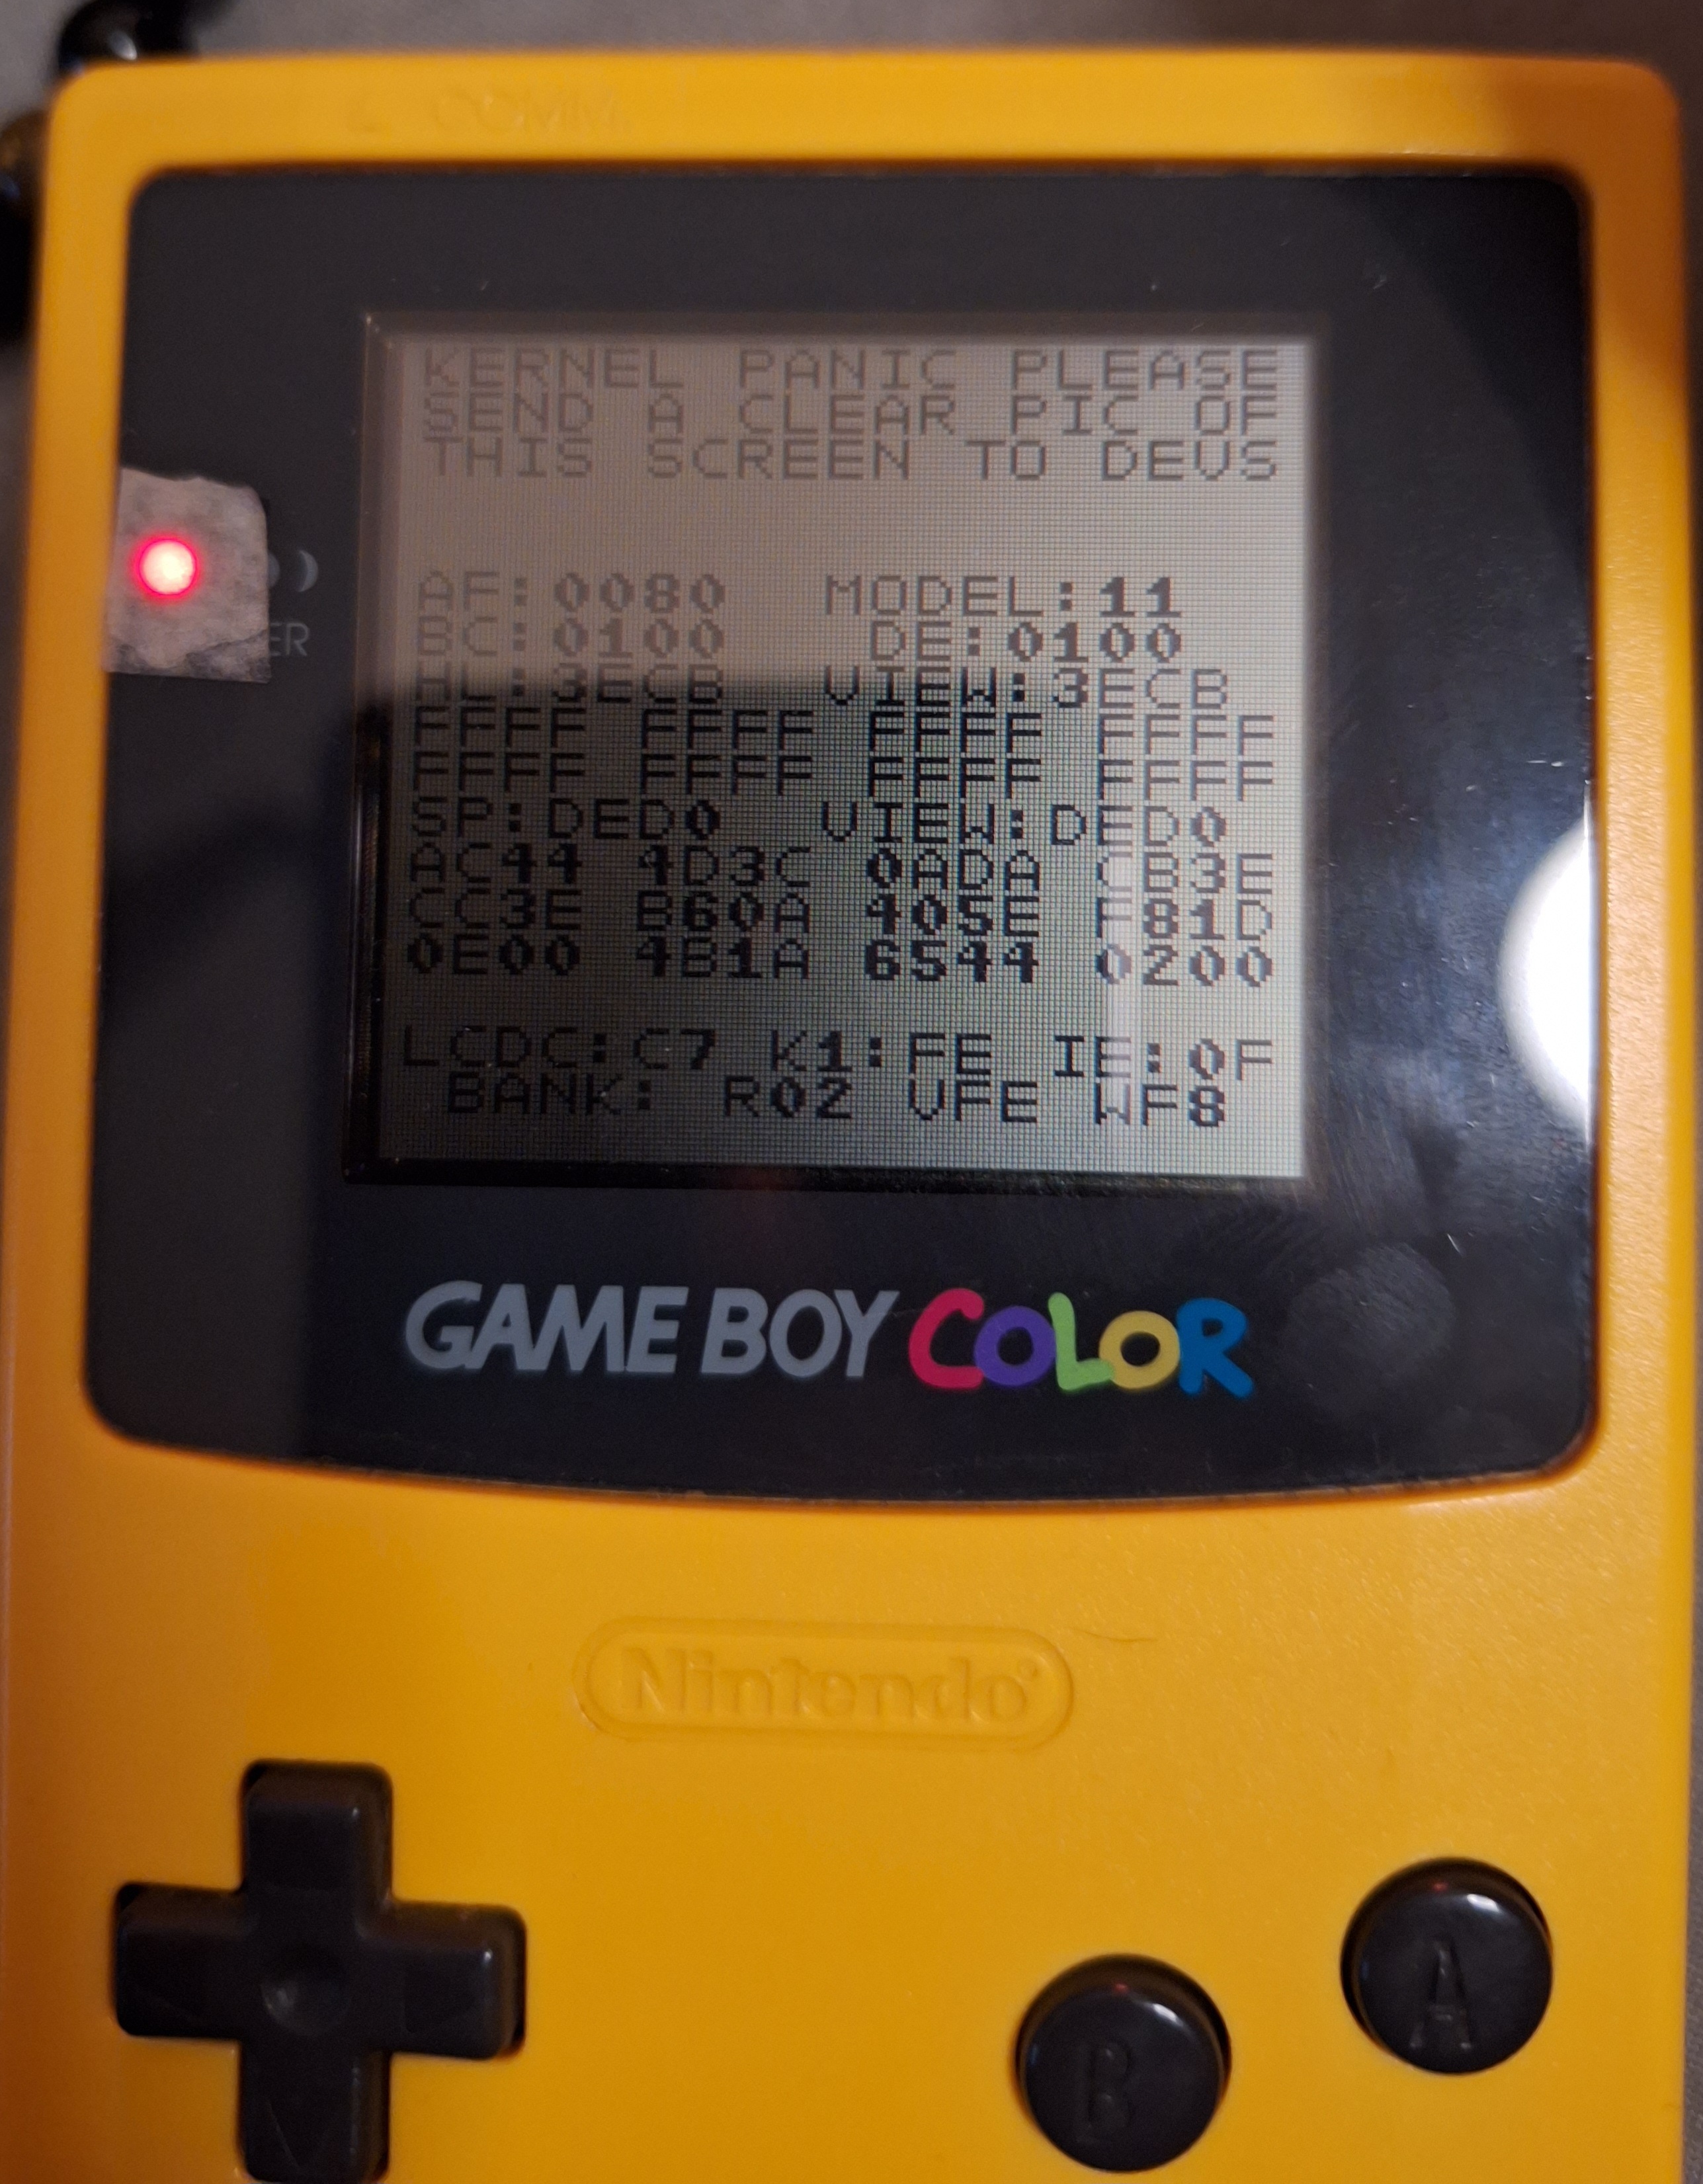 COMM.
KERNEL PANIC PLEASE
SEND A CLEAR PIC OF
THIS SCREEN TO DEVS
AF:0080 MODEL:11
BC:0100 DE:0100
HL:3ECB VIEW:3ECB
FFFF FFFF FFFF FFFF
FFFF FFFF FFFF FFFF
SP:DED0 VIEW:DED0
AC44 4D3C 0ADA CB3E
CC3E B60A 405E F81D
0E00 4B1A 6544 0200
LCDC:C7 K1:FE IE:0F
BANK: R02 VFE WF8
GAME BOY COLOR
Nintendo
A
B